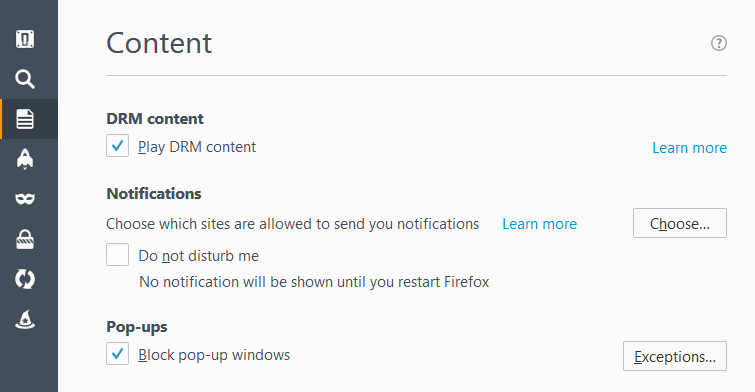 Content
?
DRM content
Play DRM content
Learn more
Notifications
Choose which sites are allowed to send you notifications Learn more Choose...
Do not disturb me
No notification will be shown until you restart Firefox
Pop-ups
Block pop-up windows
Exceptions...